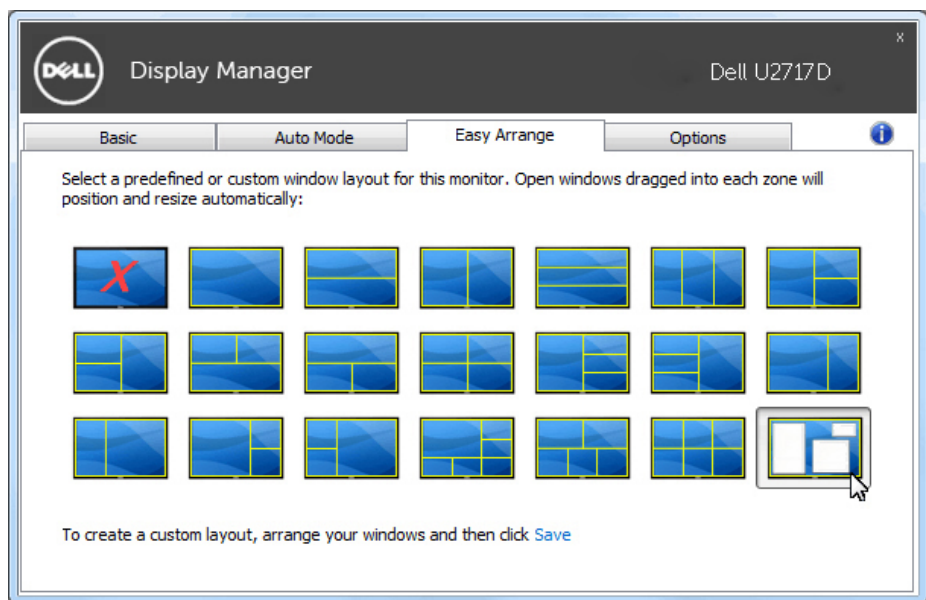 DELL
Display Manager
Dell U2717D
x
Basic
Auto Mode
Easy Arrange
Options
i
Select a predefined or custom window layout for this monitor. Open windows dragged into each zone will
position and resize automatically:
X
To create a custom layout, arrange your windows and then click Save